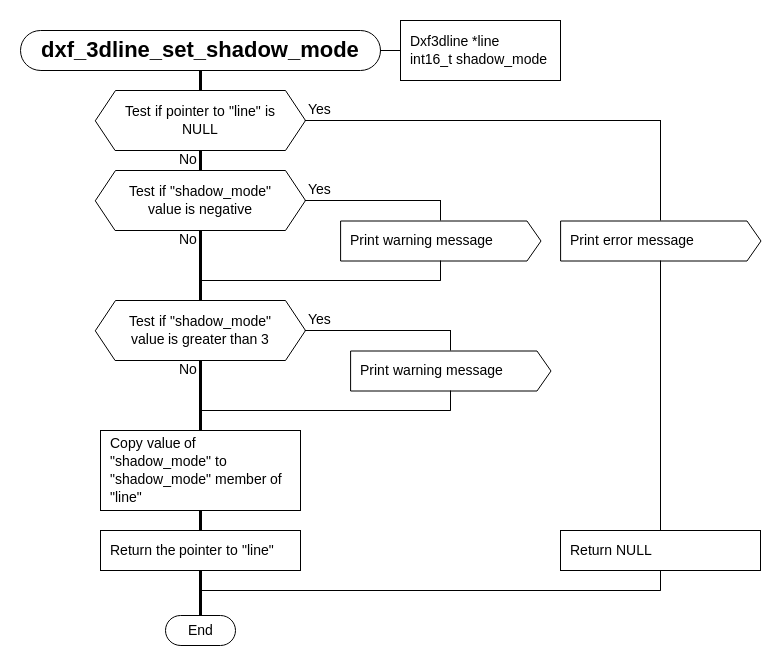 dxf_3dline_set_shadow_mode
Dxf3dline *line
int16_t shadow_mode
Test if pointer to "line" is
NULL
Yes
No
Test if "shadow_mode"
value is negative
Yes
No
Print warning message
Print error message
Test if "shadow_mode"
value is greater than 3
Yes
No
Print warning message
Copy value of
"shadow_mode" to
"shadow_mode" member of
"line"
Return the pointer to "line"
Return NULL
End